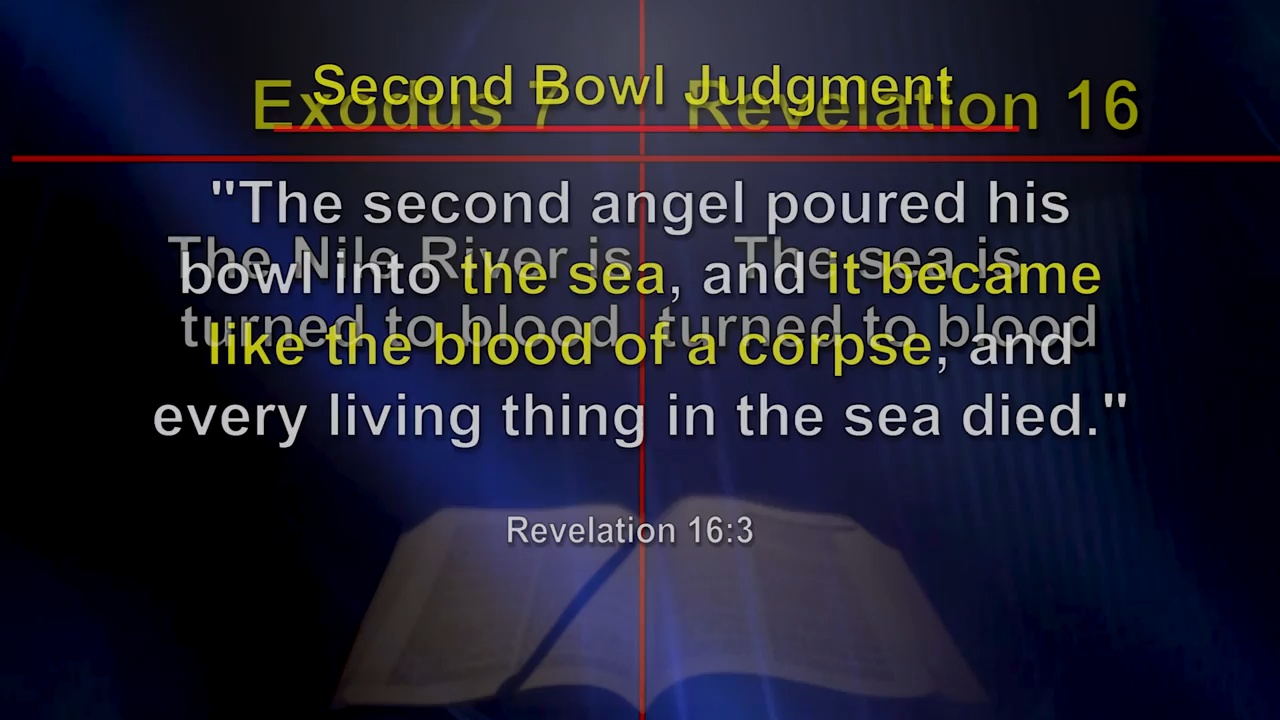 Second Bowl Judgment
Exodus 7 Revelation 16
"The second angel poured his
bowl into the sea, and it became
like the blood of a corpse, and
every living thing in the sea died."
The Nile River is
turned to blood
The sea is
turned to blood
Revelation 16:3